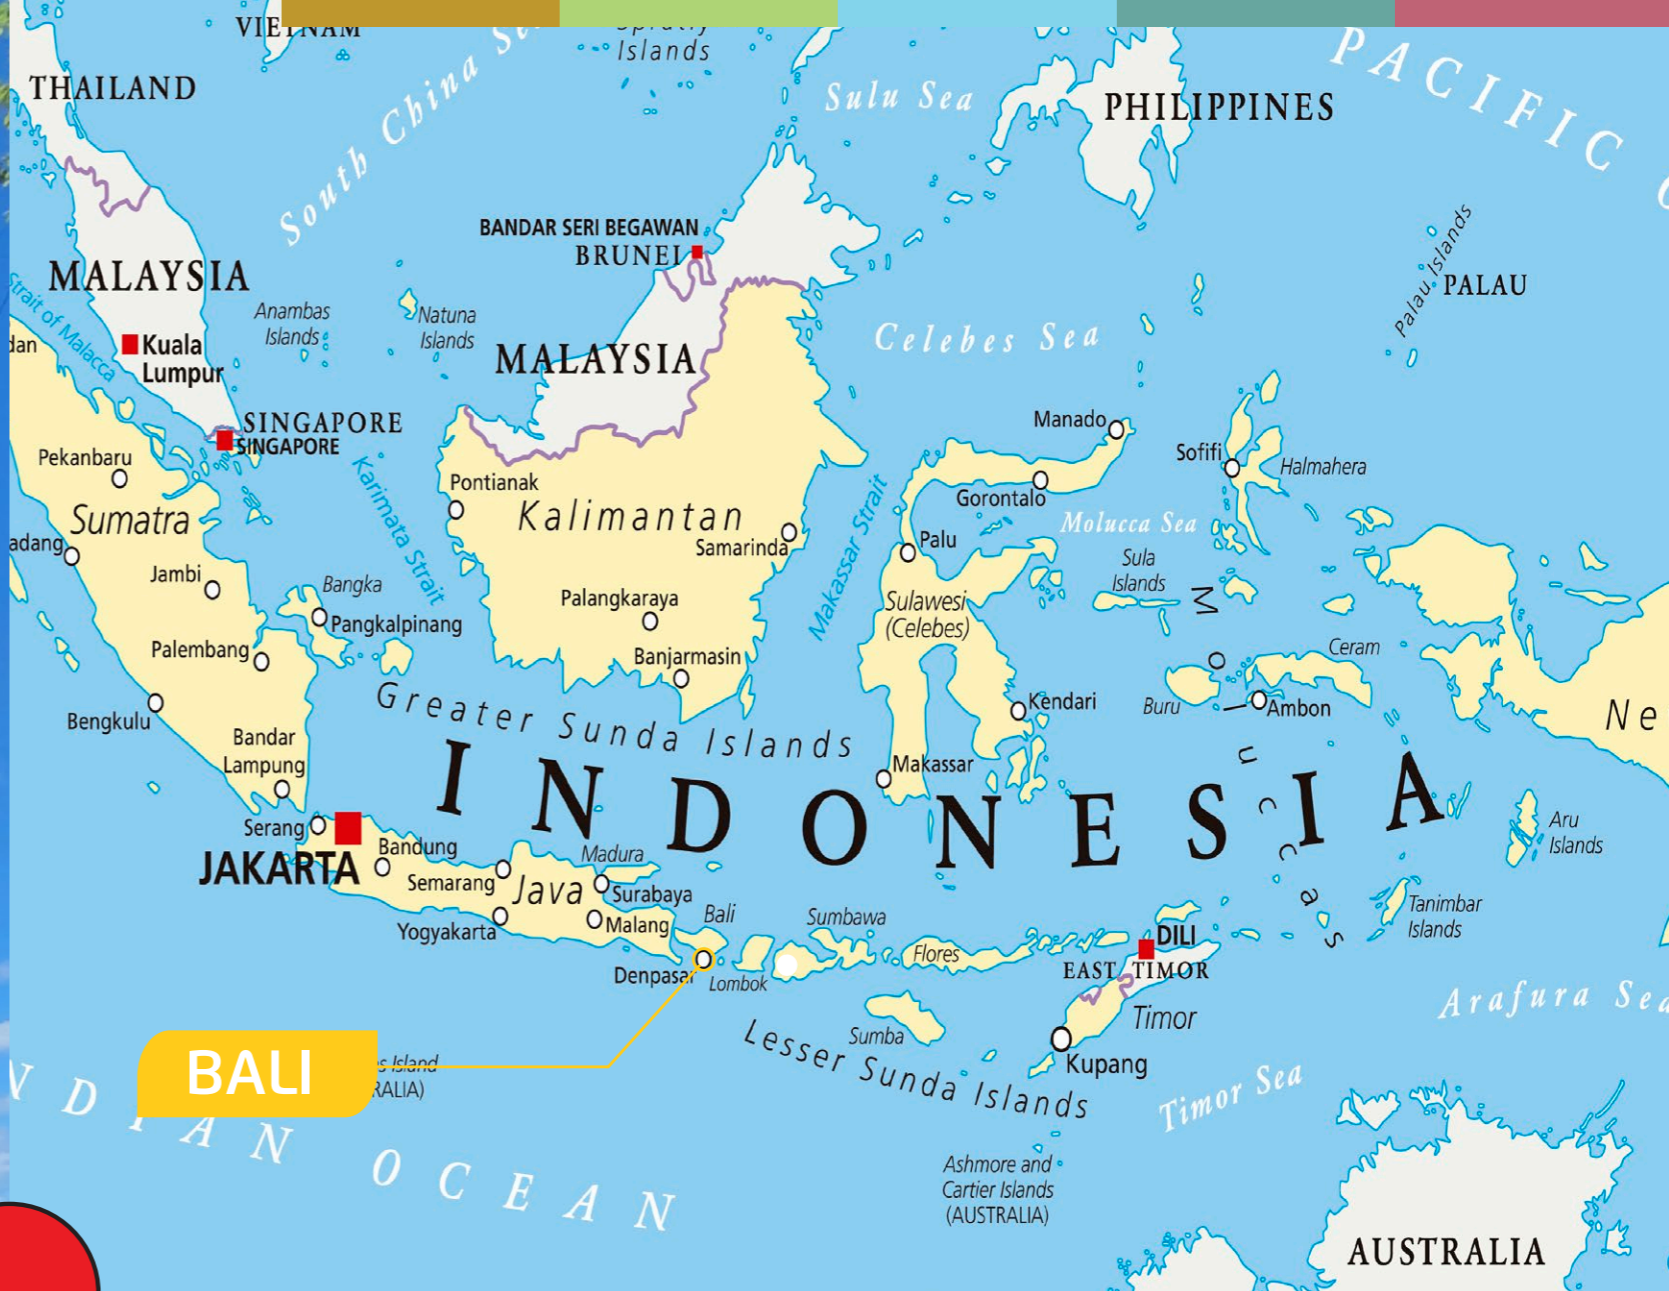 VIETNAM
Islands
THAILAND
South China
Sulu Sea
PHILIPPINES
PACIFIC
BANDAR SERI BEGAWAN
BRUNEI
MALAYSIA
Strait of Malacca
Anambas
Islands
Natuna
Islands
Palau Islands
PALAU
Kuala
Lumpur
MALAYSIA
Celebes Sea
SINGAPORE
SINGAPORE
Manado
Sofifi
Halmahera
Pekanbaru
Karimata Strait
Pontianak
Kalimantan
Samarinda
Makassar Strait
Gorontalo
Molucca Sea
Sumatra
Palu
Sula
Islands
Jambi
Bangka
Pangkalpinang
Palangkaraya
Sulawesi
(Celebes)
Moluccas
Palembang
Banjarmasin
Ceram
Bengkulu
Greater Sunda Islands
Kendari
Buru
Ambon
Ne
Bandar
Lampung
Makassar
INDONESIA
Serang
JAKARTA
Bandung
Semarang
Java
Madura
Surabaya
Malang
Yogyakarta
Aru
Islands
Tanimbar
Islands
Bali
Denpasar
Lombok
Sumbawa
Flores
DILI
EAST TIMOR
Timor
Sumba
Kupang
Lesser Sunda Islands
Arafura Sea
Timor Sea
BALI
Island
OCEAN
Ashmore and
Cartier Islands
(AUSTRALIA)
AUSTRALIA